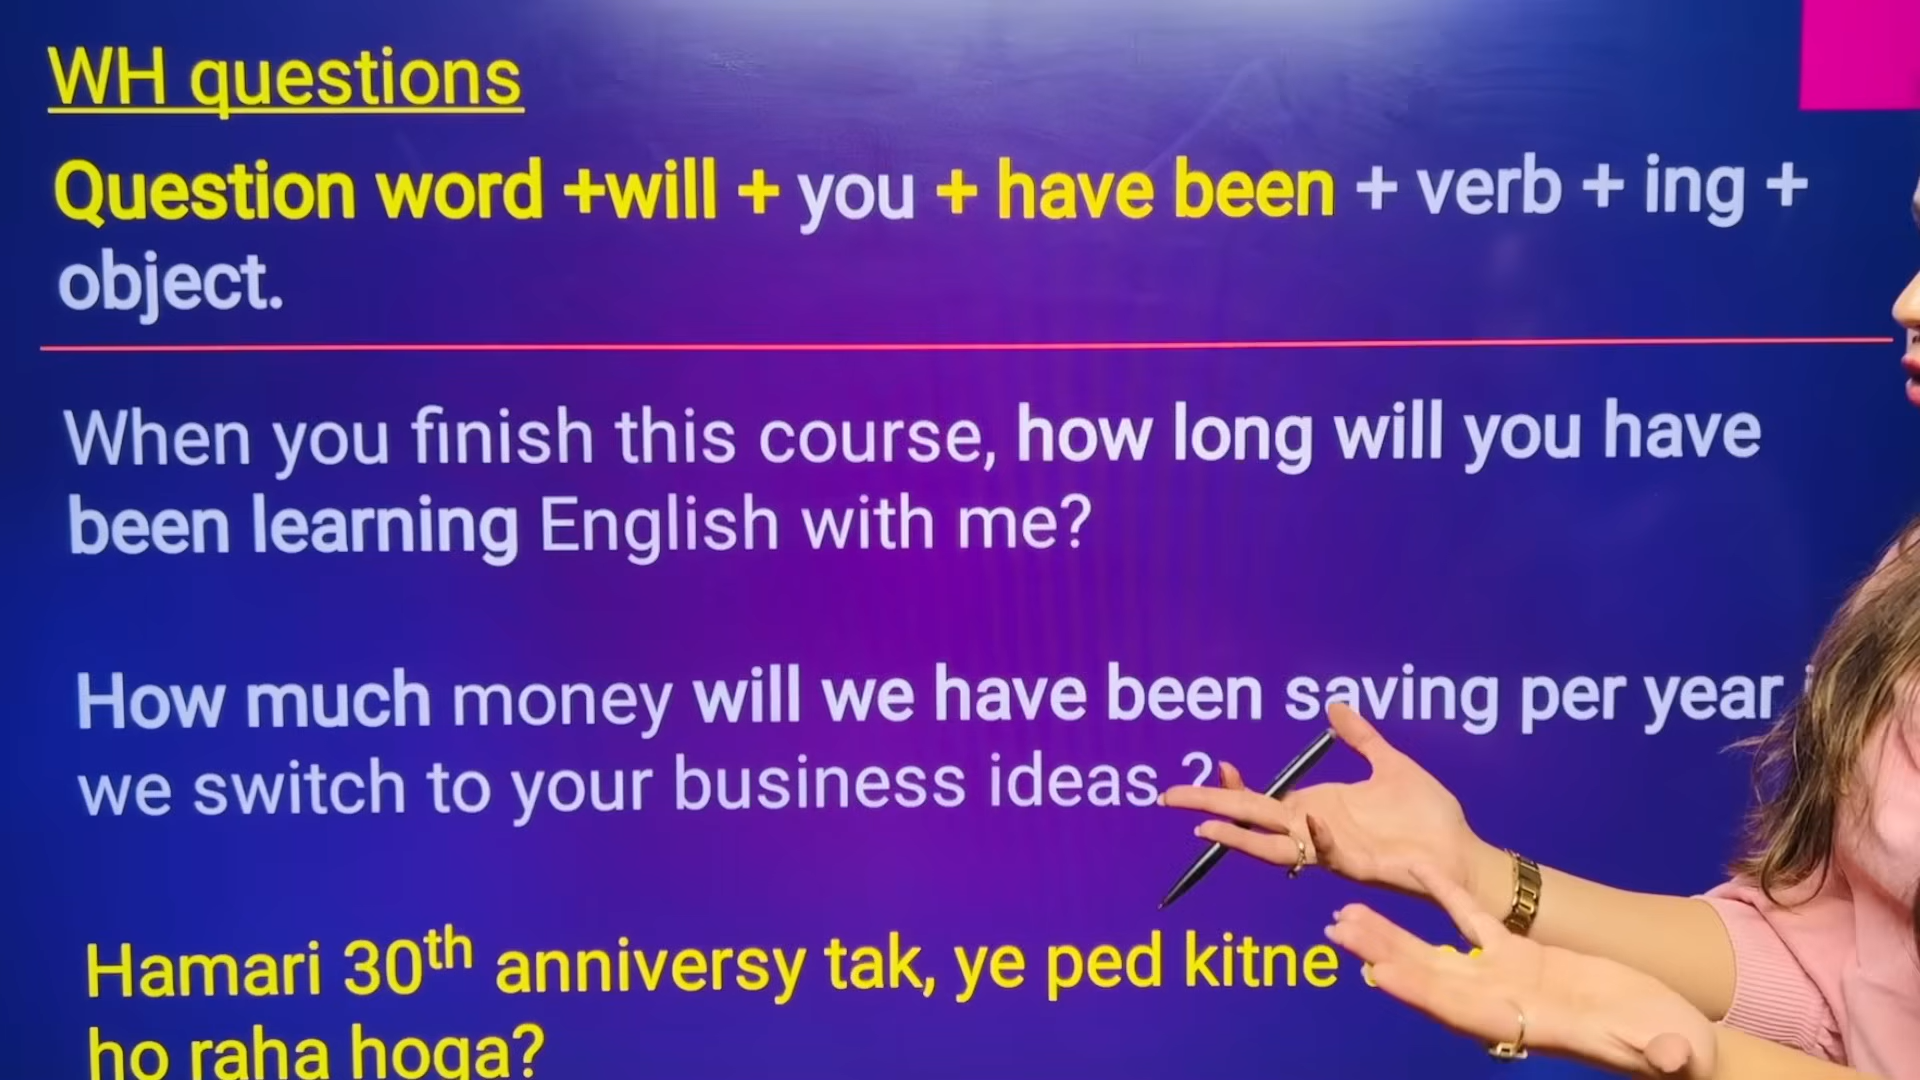 WH questions
Question word +will + you + have been + verb + ing +
object.
When you finish this course, how long will you have
been learning English with me?
How much money will we have been saving per year
we switch to your business ideas ?
Hamari 30th anniversy tak, ye ped kitne
ho raha hoga?